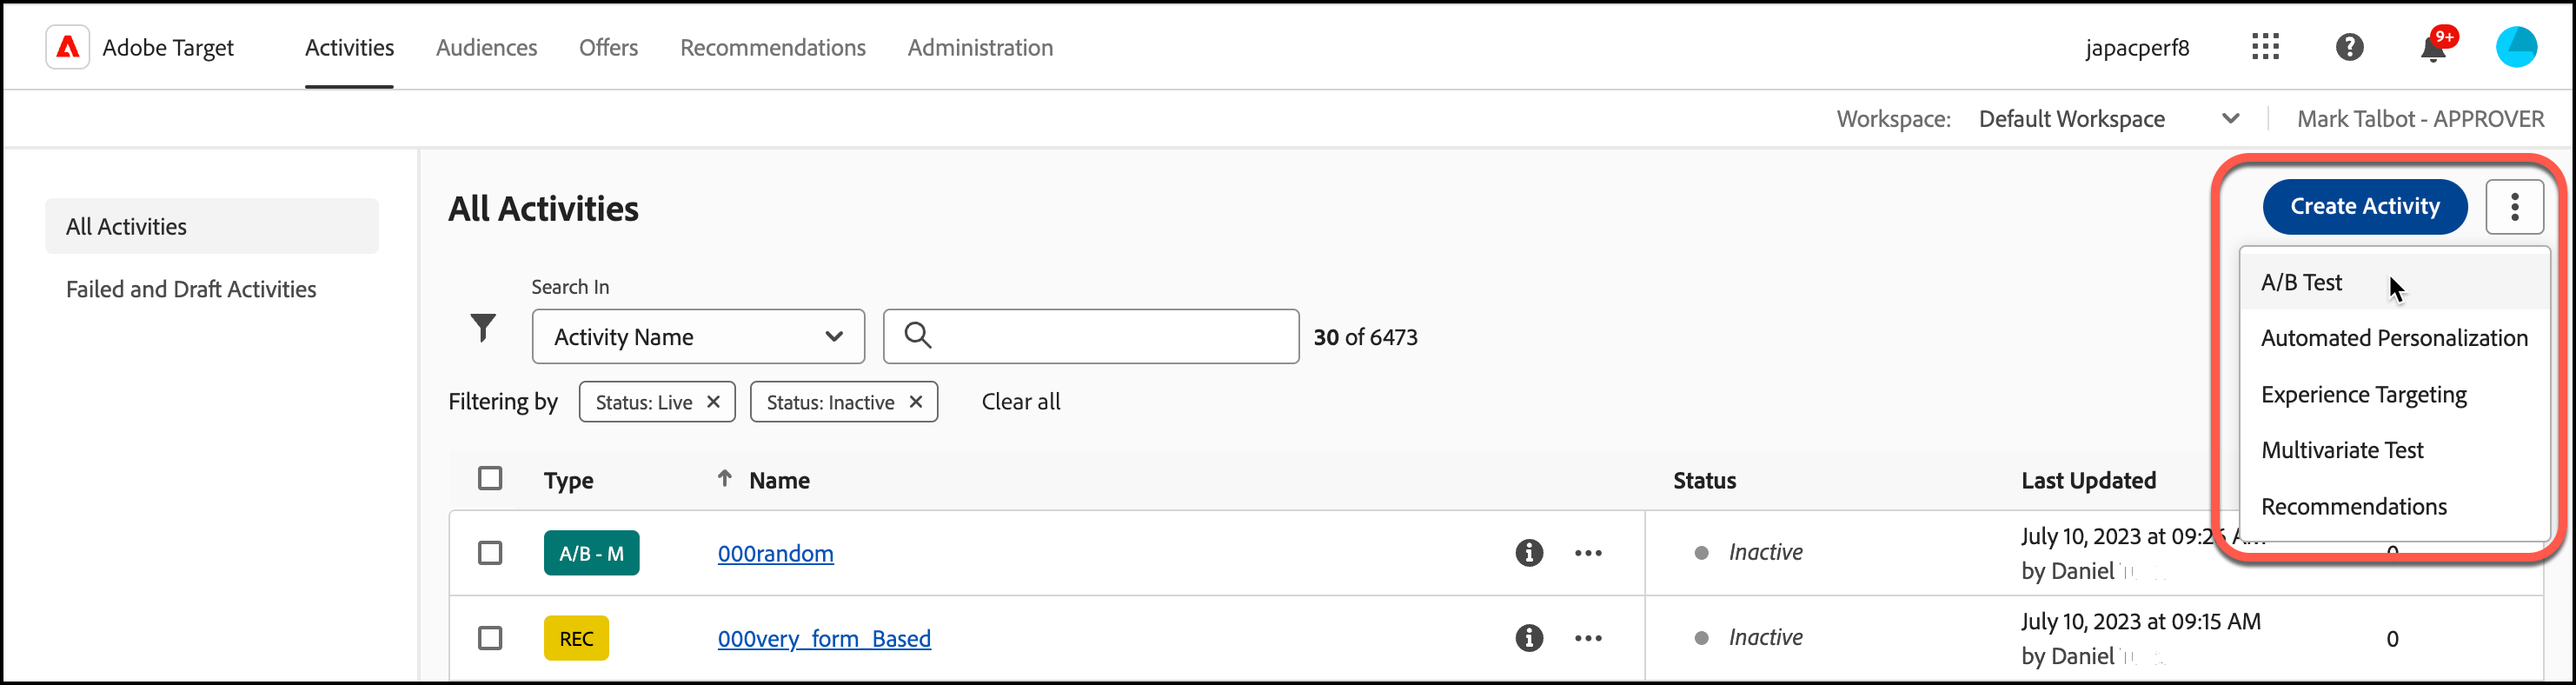 Adobe Target Activities Audiences Offers Recommendations Administration japacperf8 9+
Workspace: Default Workspace Mark Talbot - APPROVER
All Activities
Failed and Draft Activities
All Activities
Create Activity
A/B Test
Automated Personalization
Experience Targeting
Multivariate Test
Recommendations
Search In
Activity Name 30 of 6473
Filtering by Status: Live Status: Inactive Clear all
Type Name Status Last Updated
A/B - M 000random Inactive July 10, 2023 at 09:26 AM
by Daniel 0
REC 000very_form_Based Inactive July 10, 2023 at 09:15 AM
by Daniel 0